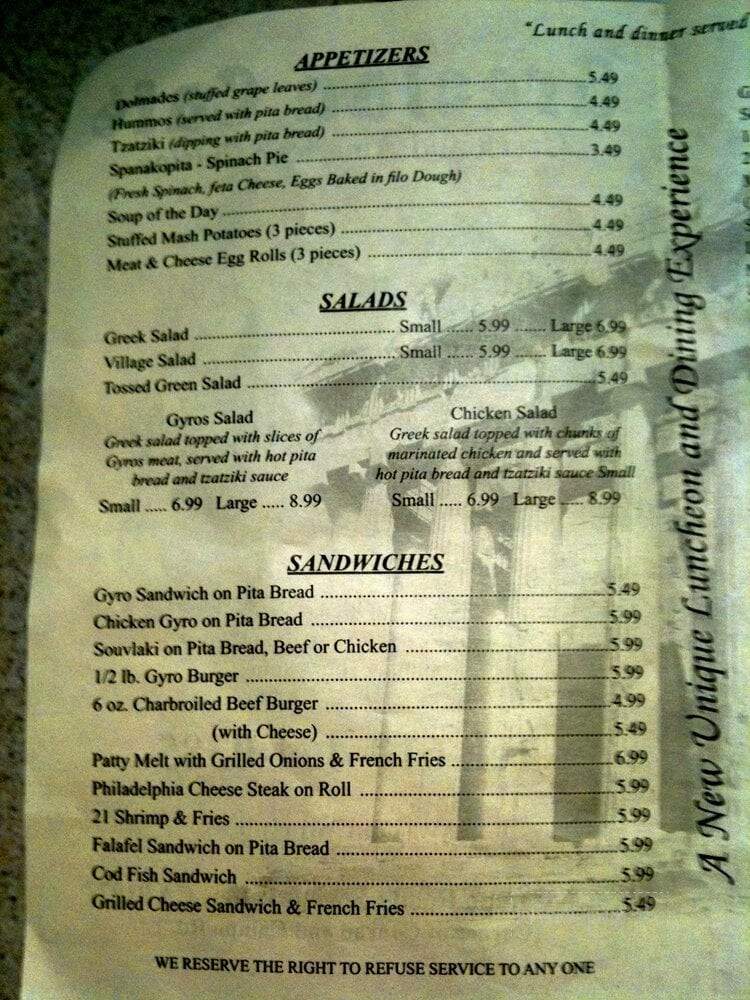 "Lunch and dinner served
APPETIZERS
Dolmades (stuffed grape leaves) ........ 5.49
Hummos (served with pita bread) ........ 4.49
Tzatziki (dipping with pita bread) ........ 4.49
Spanakopita - Spinach Pie ........ 3.49
(Fresh Spinach, feta Cheese, Eggs Baked in filo Dough)
Soup of the Day ........ 4.49
Stuffed Mash Potatoes (3 pieces) ........ 4.49
Meat & Cheese Egg Rolls (3 pieces) ........ 4.49
SALADS
Greek Salad ........ Small ...... 5.99 ....... Large 6.99
Village Salad ........ Small ...... 5.99 ....... Large 6.99
Tossed Green Salad ........ 5.49
Gyros Salad
Greek salad topped with slices of
Gyros meat, served with hot pita
bread and tzatziki sauce
Small ..... 6.99 Large ..... 8.99
Chicken Salad
Greek salad topped with chunks of
marinated chicken and served with
hot pita bread and tzatziki sauce Small
Small ..... 6.99 Large ..... 8.99
SANDWICHES
Gyro Sandwich on Pita Bread ........ 5.49
Chicken Gyro on Pita Bread ........ 5.99
Souvlaki on Pita Bread, Beef or Chicken ........ 5.99
1/2 lb. Gyro Burger ........ 5.99
6 oz. Charbroiled Beef Burger ........ 4.99
(with Cheese) ........ 5.49
Patty Melt with Grilled Onions & French Fries ........ 6.99
Philadelphia Cheese Steak on Roll ........ 5.99
21 Shrimp & Fries ........ 5.99
Falafel Sandwich on Pita Bread ........ 5.99
Cod Fish Sandwich ........ 5.99
Grilled Cheese Sandwich & French Fries ........ 5.49
WE RESERVE THE RIGHT TO REFUSE SERVICE TO ANY ONE
A New Unique Luncheon and Dining Experience